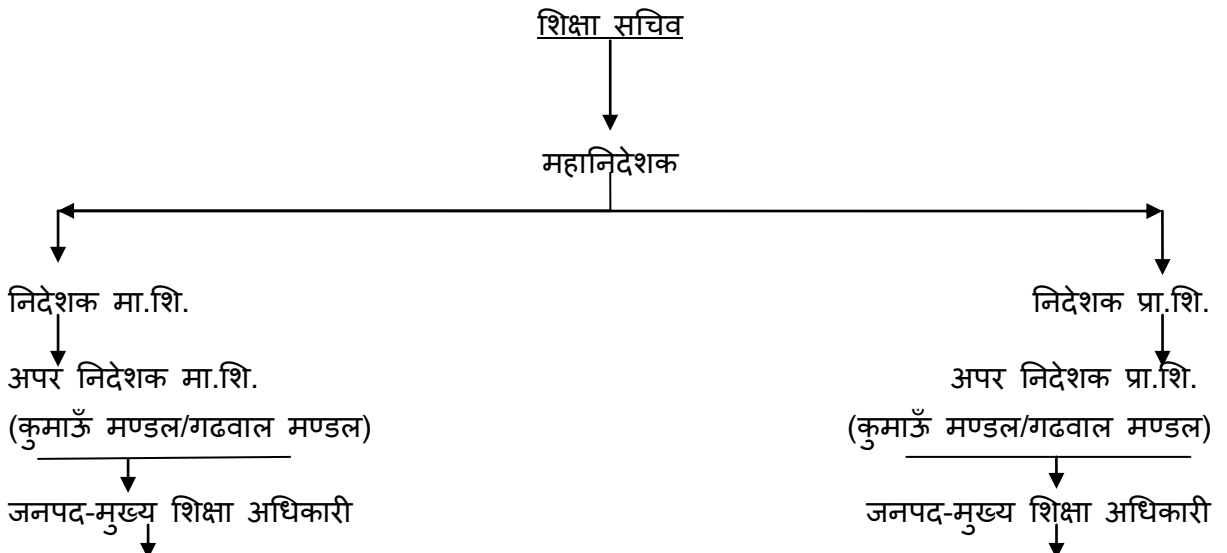 शिक्षा सचिव
महानिदेशक
निदेशक मा.शि. निदेशक प्रा.शि.
अपर निदेशक मा.शि. अपर निदेशक प्रा.शि.
(कुमाऊँ मण्डल/गढवाल मण्डल) (कुमाऊँ मण्डल/गढवाल मण्डल)
जनपद-मुख्य शिक्षा अधिकारी जनपद-मुख्य शिक्षा अधिकारी